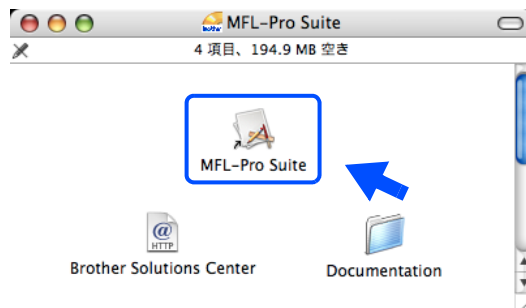 MFL-Pro Suite
4 項目、194.9 MB 空き
MFL-Pro Suite
@
HTTP
Brother Solutions Center
Documentation